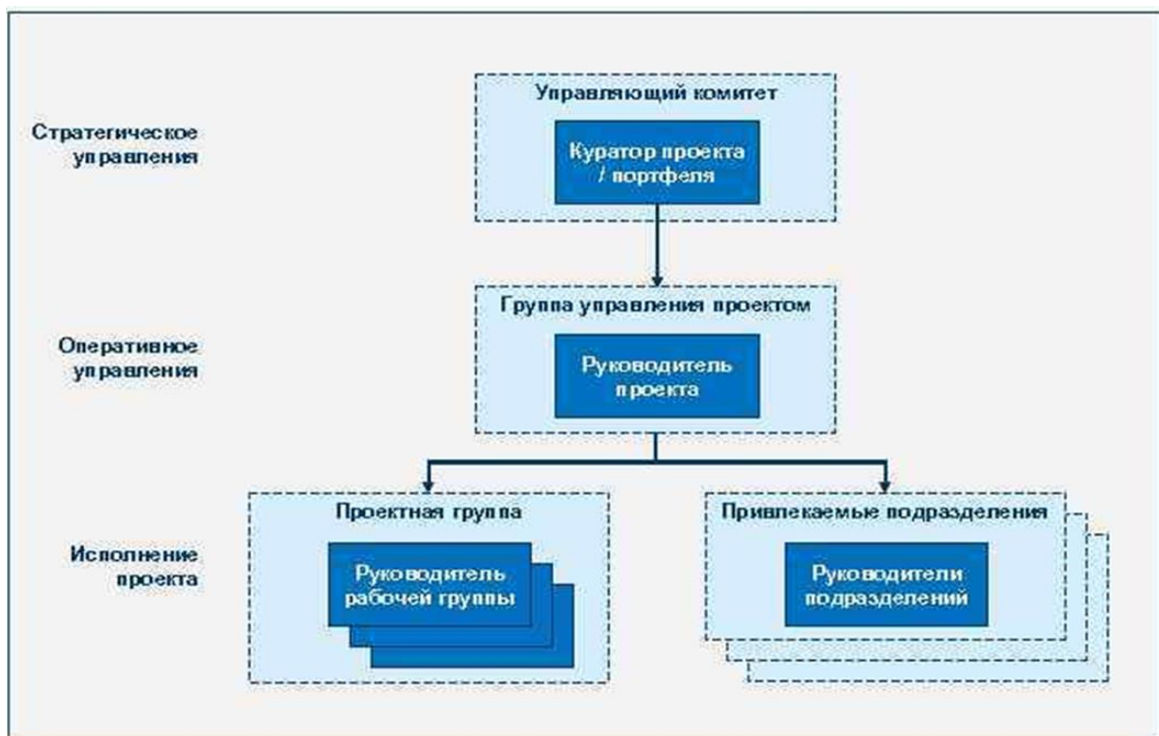 Управляющий комитет
Стратегическое
управления
Куратор проекта
/ портфеля
Группа управления проектом
Оперативное
управления
Руководитель
проекта
Проектная группа
Привлекаемые подразделения
Исполнение
проекта
Руководитель
рабочей группы
Руководители
подразделений